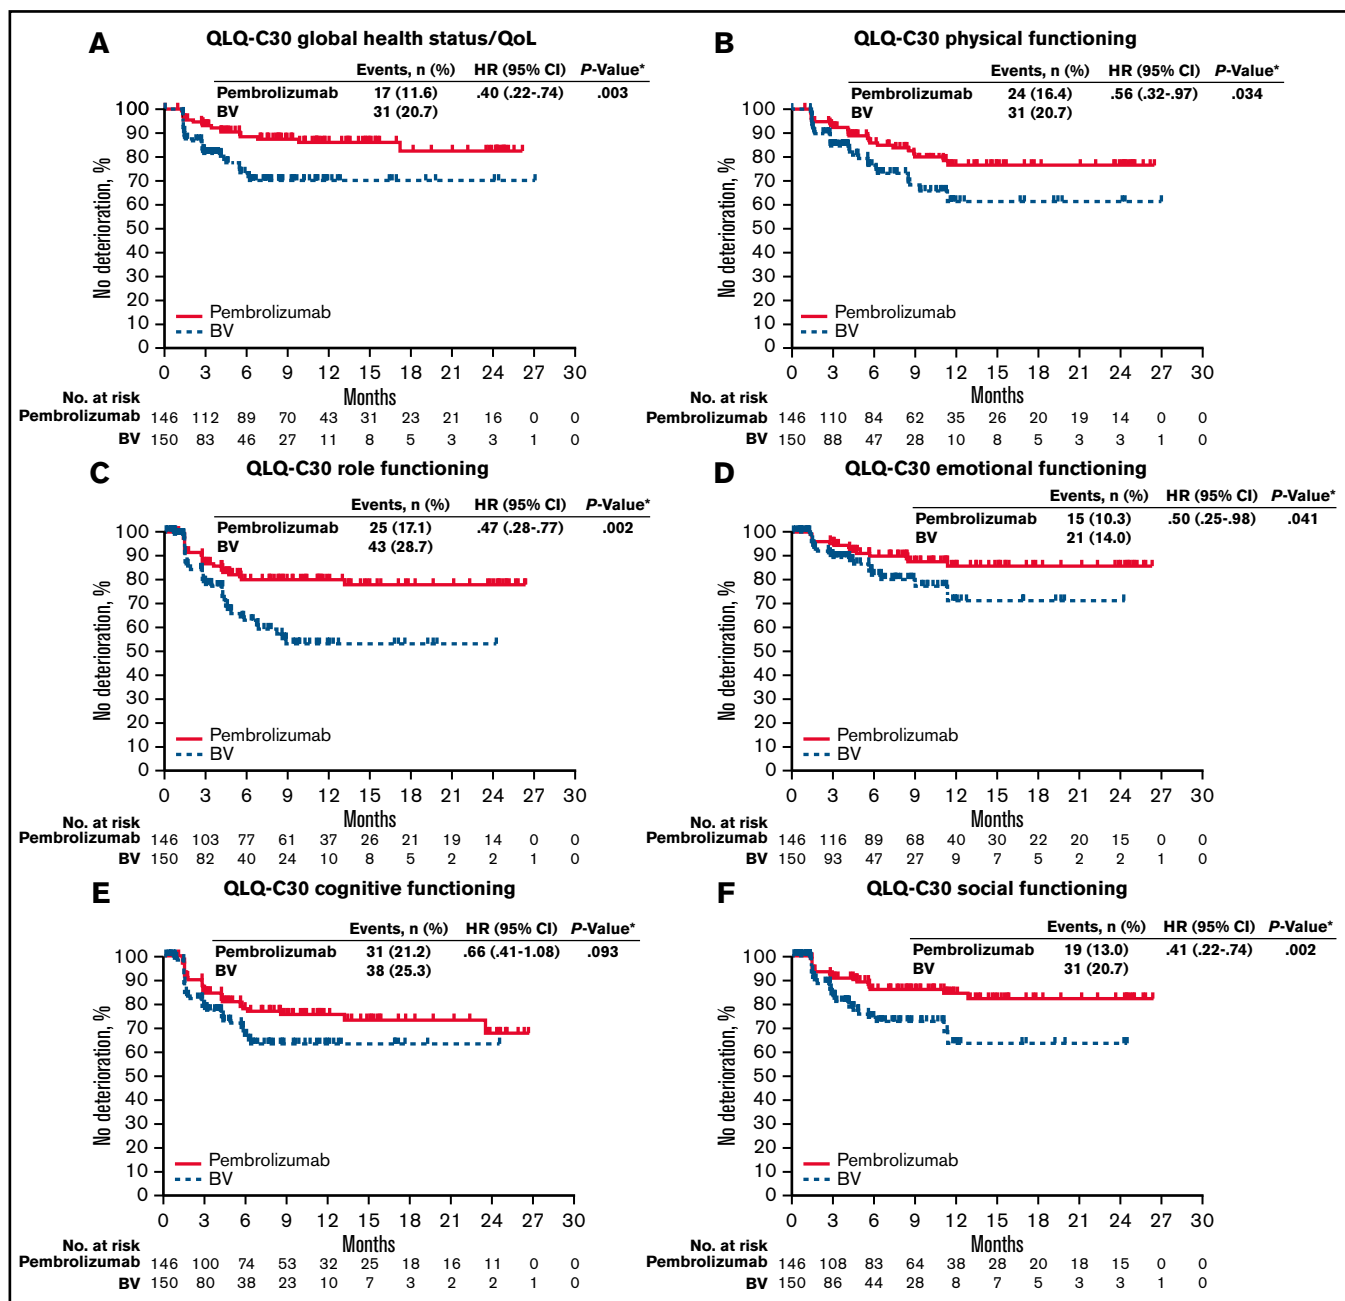 A
QLQ-C30 global health status/QoL
Events, n (%) HR (95% CI) P-Value*
Pembrolizumab 17 (11.6) .40 (.22-.74) .003
BV 31 (20.7)
100
90
80
70
60
50
40
30
20
10
0
No deterioration, %
Pembrolizumab
BV
0 3 6 9 12 15 18 21 24 27 30
Months
No. at risk
Pembrolizumab 146 112 89 70 43 31 23 21 16 0 0
BV 150 83 46 27 11 8 5 3 3 1 0
B
QLQ-C30 physical functioning
Events, n (%) HR (95% CI) P-Value*
Pembrolizumab 24 (16.4) .56 (.32-.97) .034
BV 31 (20.7)
100
90
80
70
60
50
40
30
20
10
0
No deterioration, %
Pembrolizumab
BV
0 3 6 9 12 15 18 21 24 27 30
Months
No. at risk
Pembrolizumab 146 110 84 62 35 26 20 19 14 0 0
BV 150 88 47 28 10 8 5 3 3 1 0
C
QLQ-C30 role functioning
Events, n (%) HR (95% CI) P-Value*
Pembrolizumab 25 (17.1) .47 (.28-.77) .002
BV 43 (28.7)
100
90
80
70
60
50
40
30
20
10
0
No deterioration, %
Pembrolizumab
BV
0 3 6 9 12 15 18 21 24 27 30
Months
No. at risk
Pembrolizumab 146 103 77 61 37 26 21 19 14 0 0
BV 150 82 40 24 10 8 5 2 2 1 0
D
QLQ-C30 emotional functioning
Events, n (%) HR (95% CI) P-Value*
Pembrolizumab 15 (10.3) .50 (.25-.98) .041
BV 21 (14.0)
100
90
80
70
60
50
40
30
20
10
0
No deterioration, %
Pembrolizumab
BV
0 3 6 9 12 15 18 21 24 27 30
Months
No. at risk
Pembrolizumab 146 116 89 68 40 30 22 20 15 0 0
BV 150 93 47 27 9 7 5 2 2 1 0
E
QLQ-C30 cognitive functioning
Events, n (%) HR (95% CI) P-Value*
Pembrolizumab 31 (21.2) .66 (.41-1.08) .093
BV 38 (25.3)
100
90
80
70
60
50
40
30
20
10
0
No deterioration, %
Pembrolizumab
BV
0 3 6 9 12 15 18 21 24 27 30
Months
No. at risk
Pembrolizumab 146 100 74 53 32 25 18 16 11 0 0
BV 150 80 38 23 10 7 3 2 2 1 0
F
QLQ-C30 social functioning
Events, n (%) HR (95% CI) P-Value*
Pembrolizumab 19 (13.0) .41 (.22-.74) .002
BV 31 (20.7)
100
90
80
70
60
50
40
30
20
10
0
No deterioration, %
Pembrolizumab
BV
0 3 6 9 12 15 18 21 24 27 30
Months
No. at risk
Pembrolizumab 146 108 83 64 38 28 20 18 15 0 0
BV 150 86 44 28 8 7 5 3 3 1 0